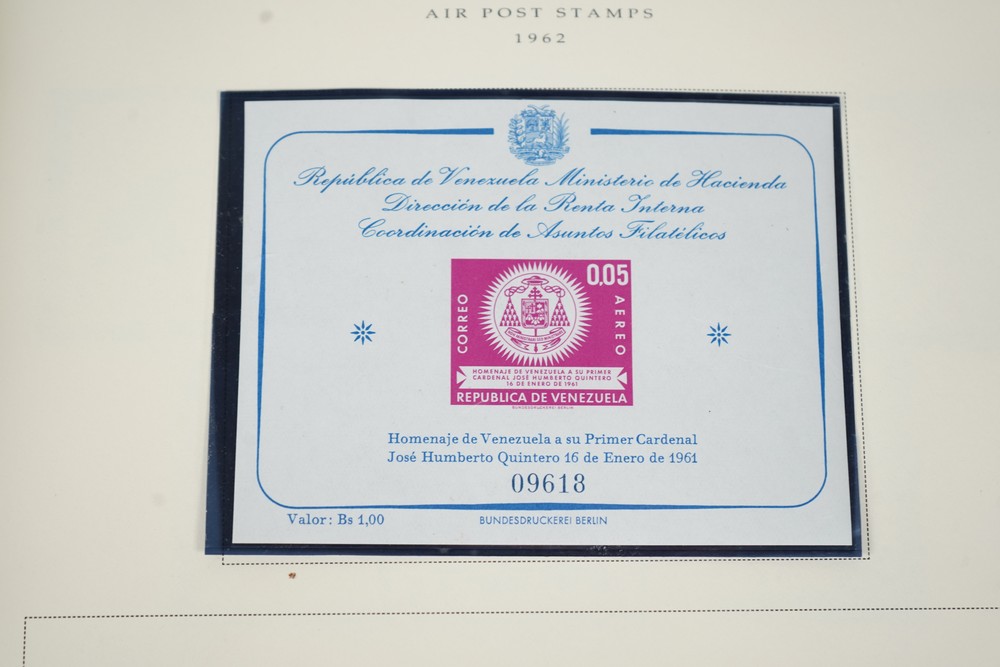 AIR POST STAMPS
1962
República de Venezuela Ministerio de Hacienda
Dirección de la Renta Interna
Coordinación de Asuntos Filatélicos
0,05
CORREO
AEREO
HOMENAJE DE VENEZUELA A SU PRIMER
CARDENAL JOSÉ HUMBERTO QUINTERO
16 DE ENERO DE 1961
REPUBLICA DE VENEZUELA
BUNDESDRUCKEREI BERLIN
Homenaje de Venezuela a su Primer Cardenal
José Humberto Quintero 16 de Enero de 1961
09618
Valor: Bs 1,00
BUNDESDRUCKEREI BERLIN